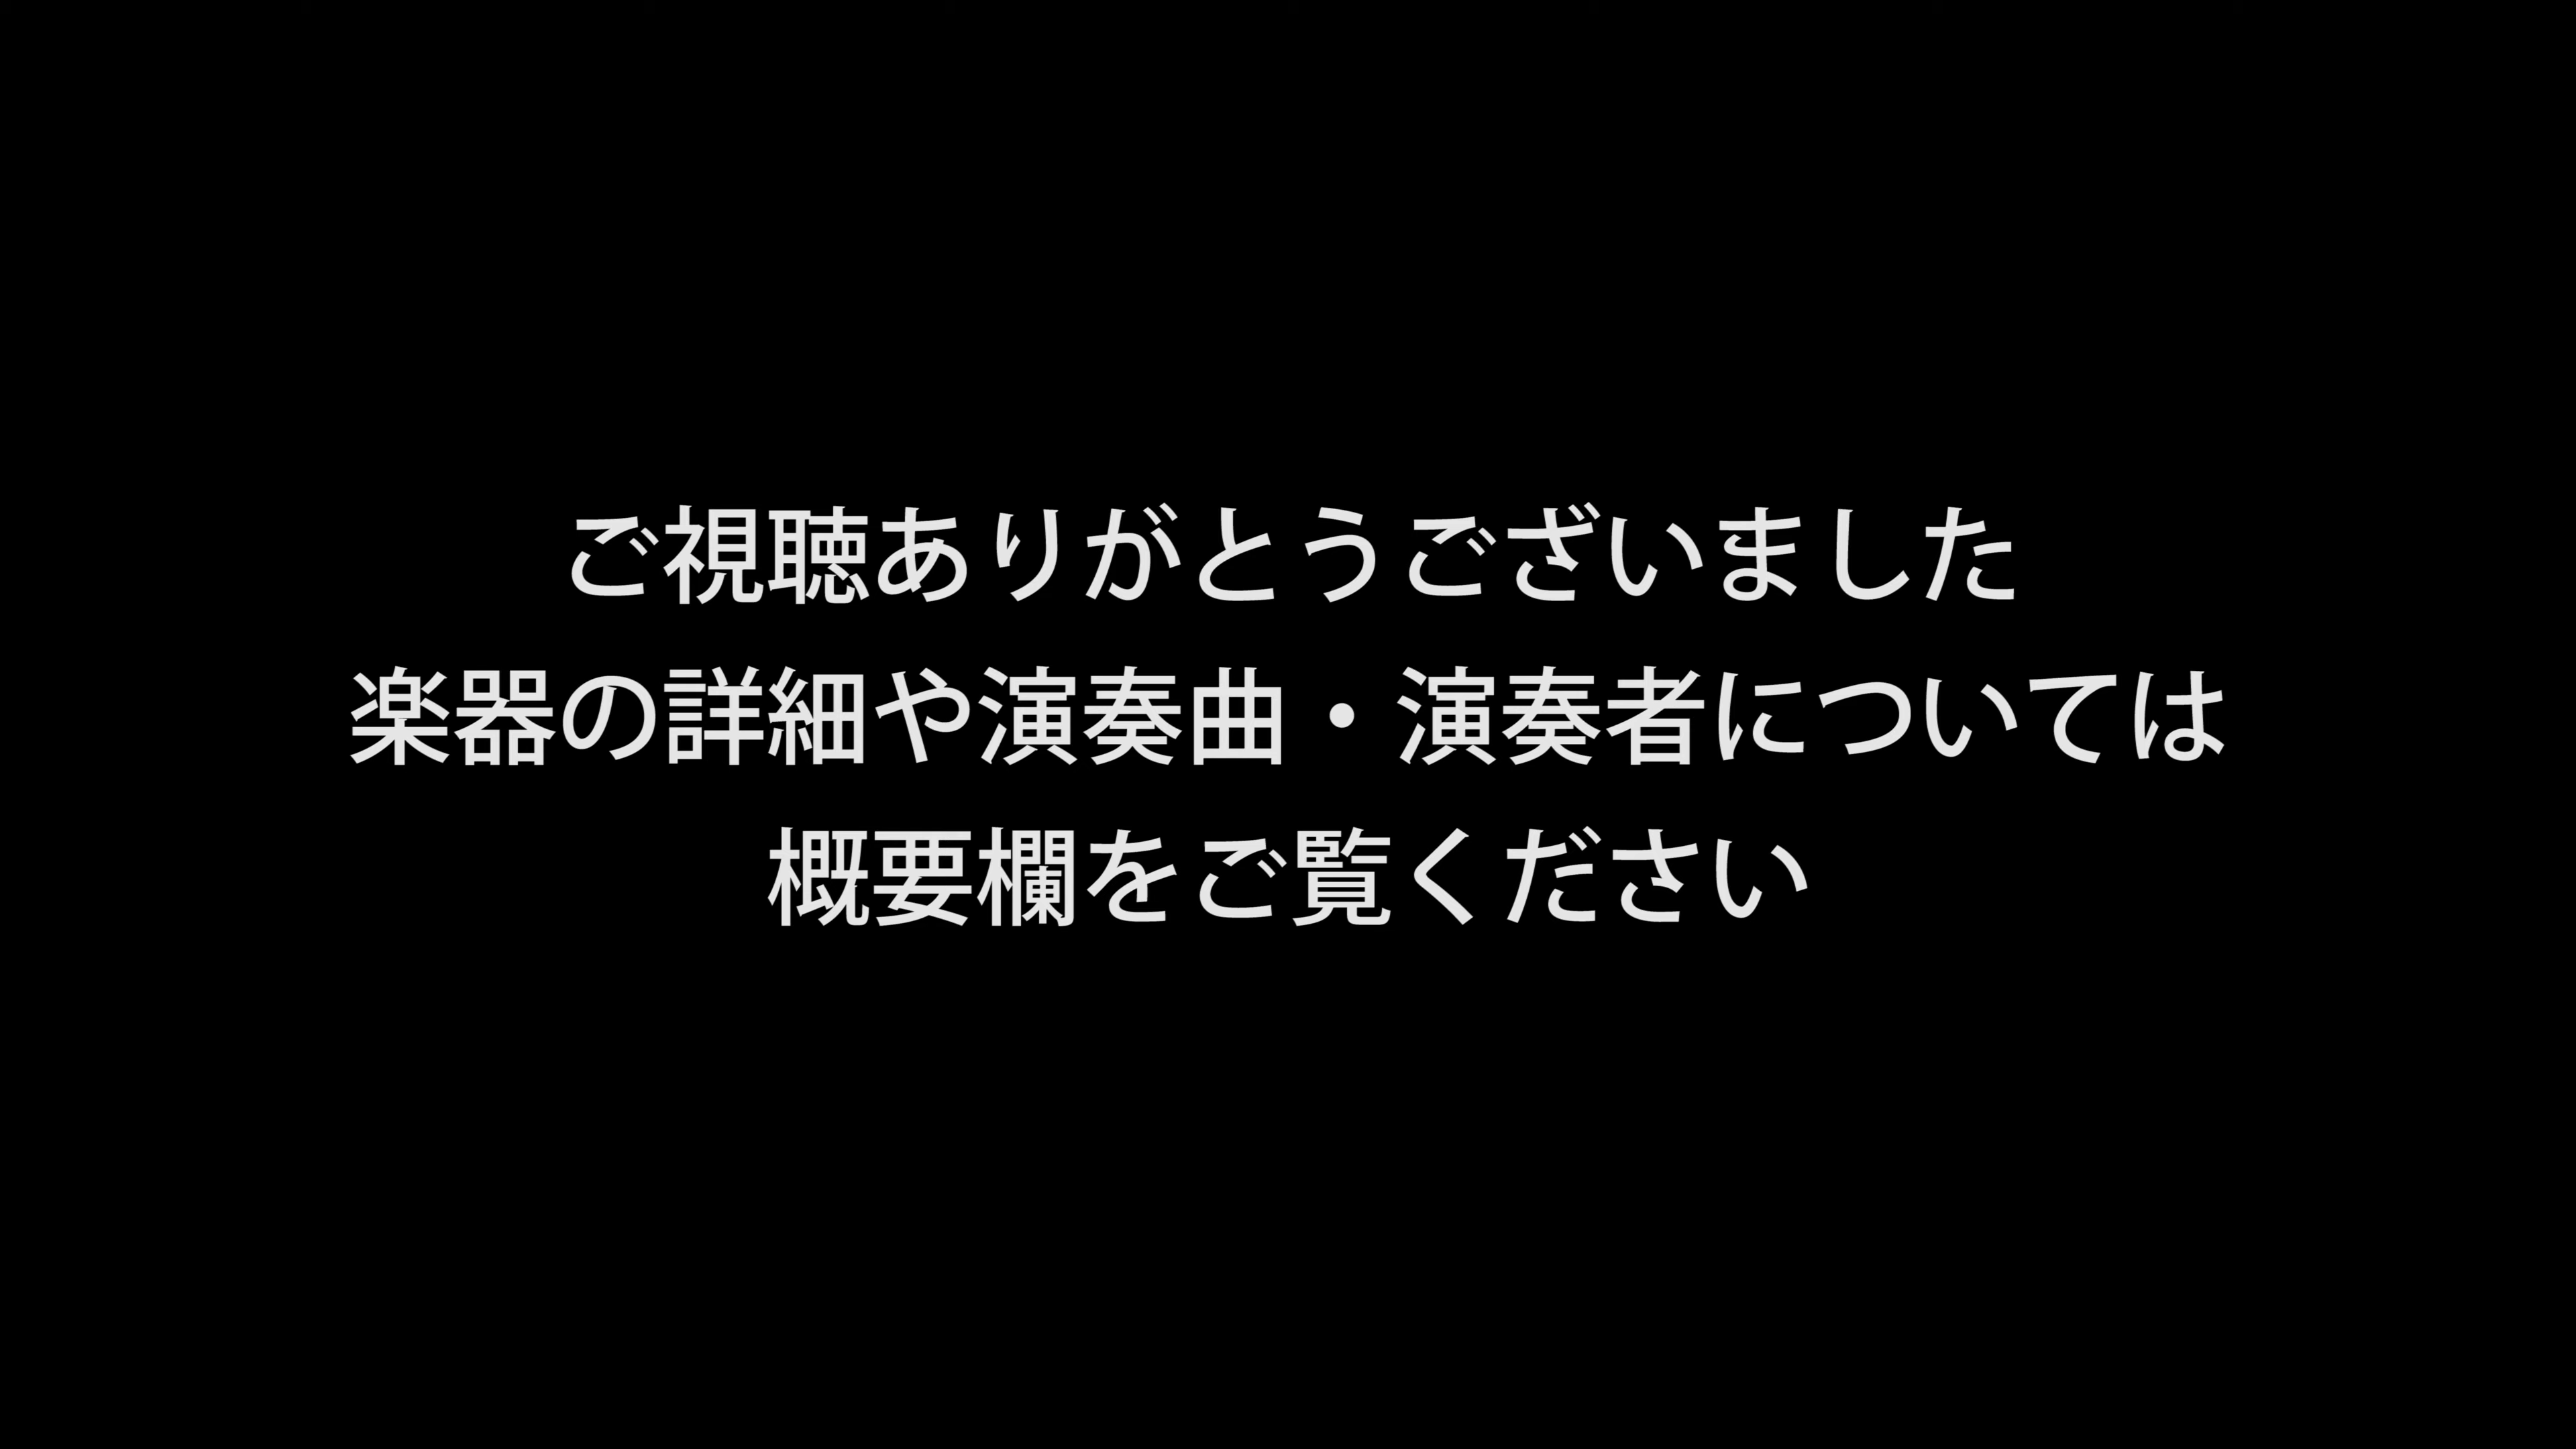 ご視聴ありがとうございました
楽器の詳細や演奏曲・演奏者については
概要欄をご覧ください